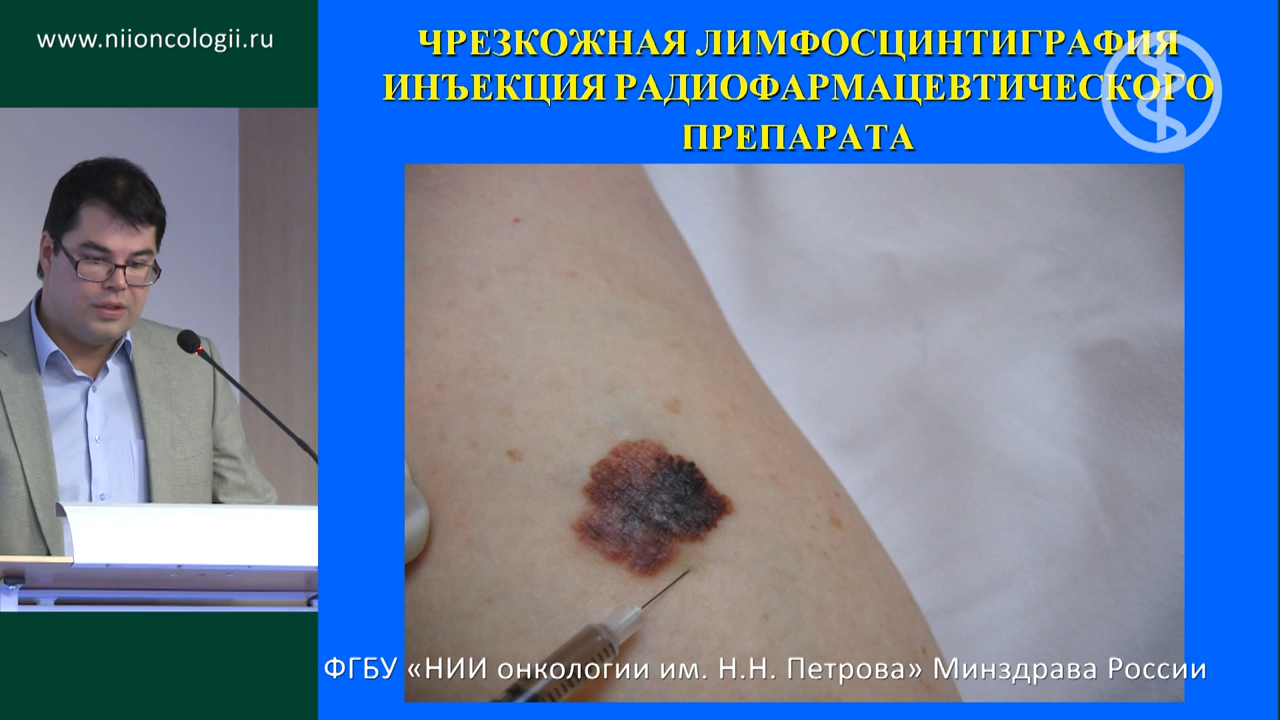 www.niioncologii.ru
ЧРЕЗКОЖНАЯ ЛИМФОСЦИНТИГРАФИЯ
ИНЪЕКЦИЯ РАДИОФАРМАЦЕВТИЧЕСКОГО
ПРЕПАРАТА
ФГБУ «НИИ онкологии им. Н.Н. Петрова» Минздрава России